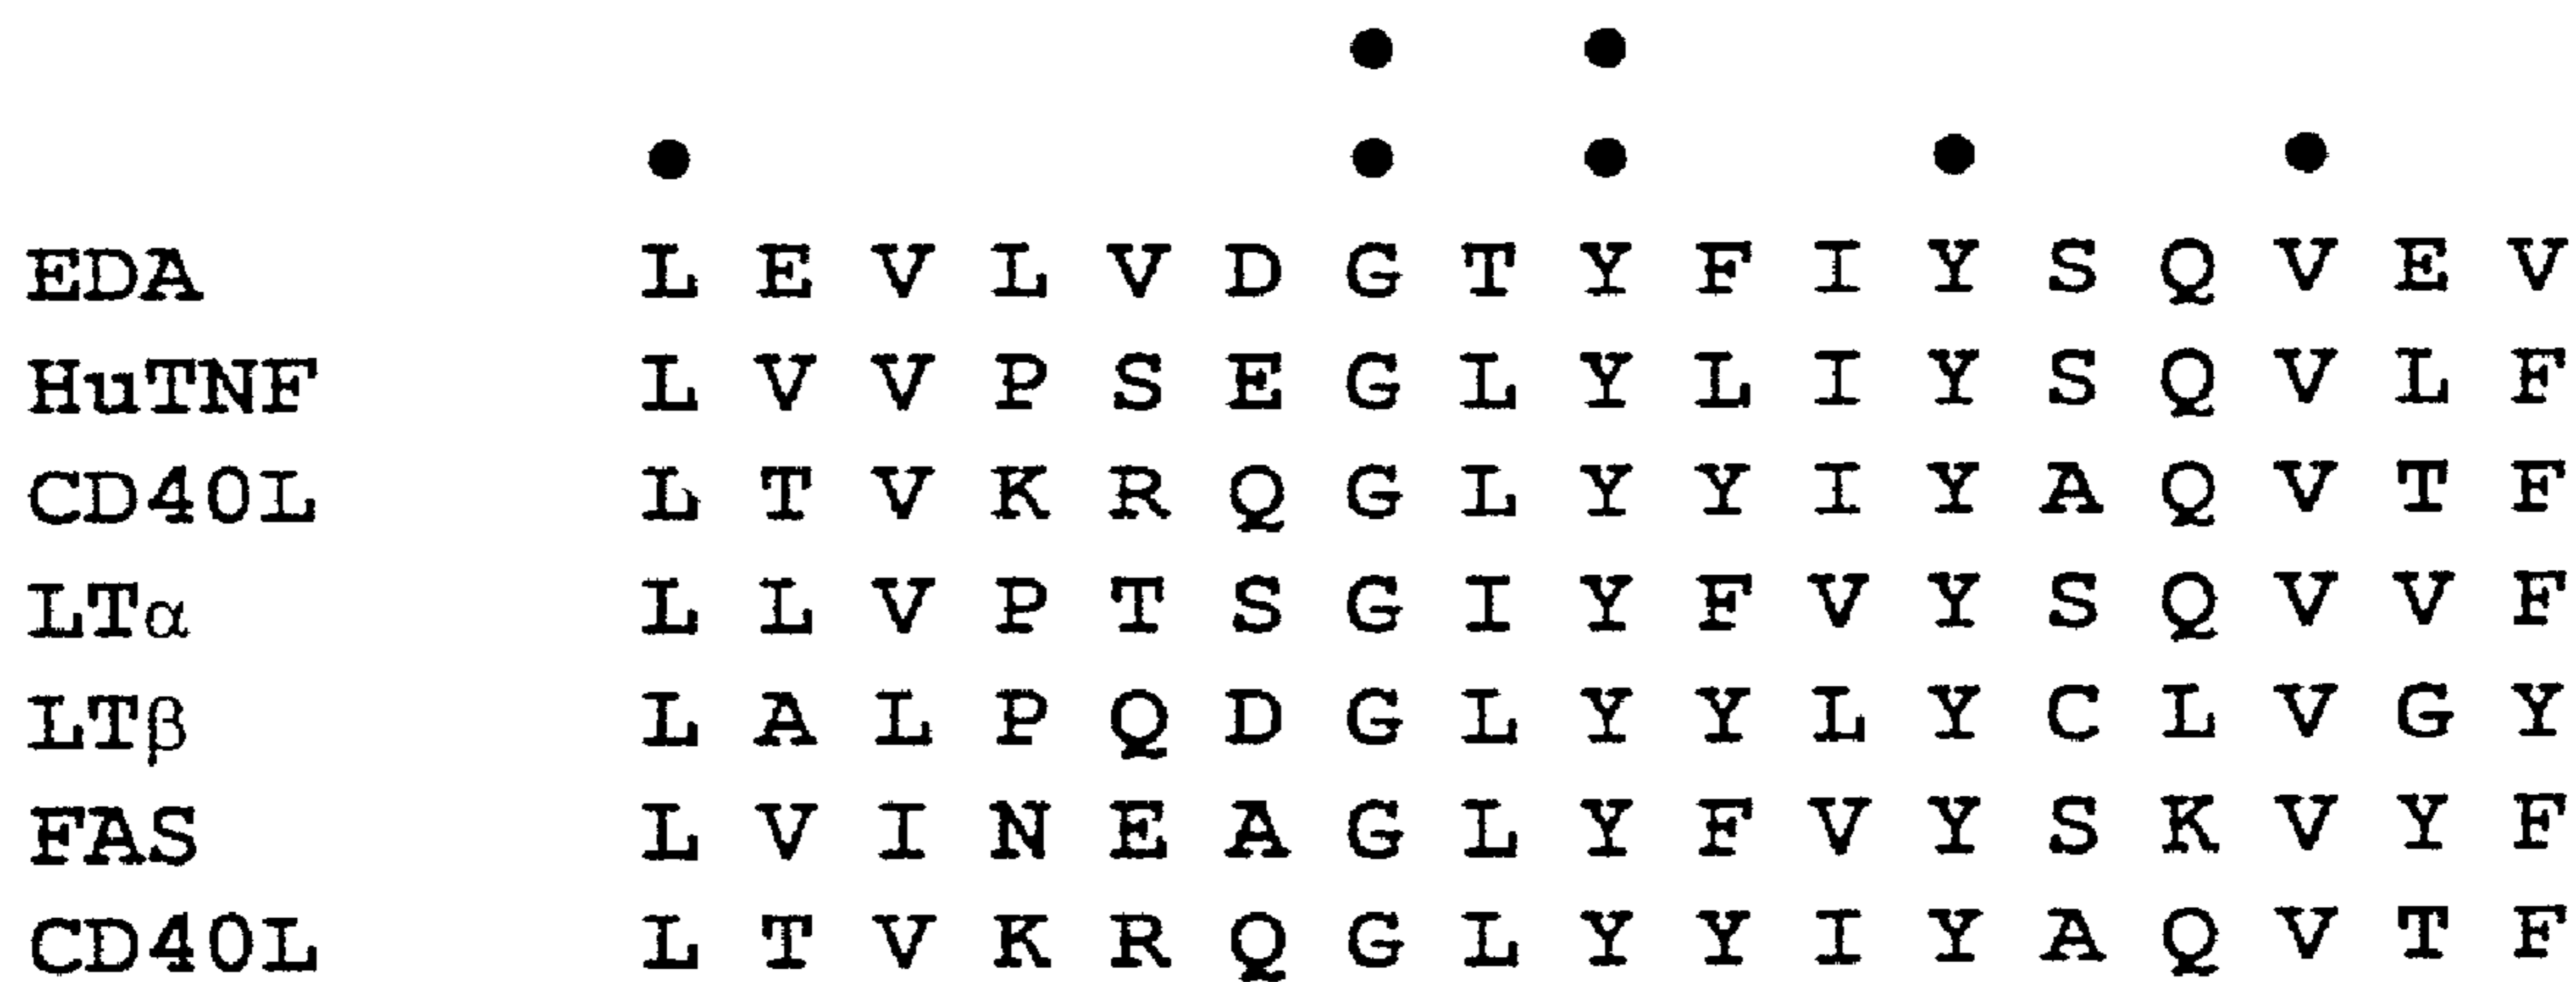 ● ●
● ● ● ● ●
EDA L E V L V D G T Y F I Y S Q V E V
HuTNF L V V P S E G L Y L I Y S Q V L F
CD40L L T V K R Q G L Y Y I Y A Q V T F
LTα L L V P T S G I Y F V Y S Q V V F
LTβ L A L P Q D G L Y Y L Y C L V G Y
FAS L V I N E A G L Y F V Y S K V Y F
CD40L L T V K R Q G L Y Y I Y A Q V T F